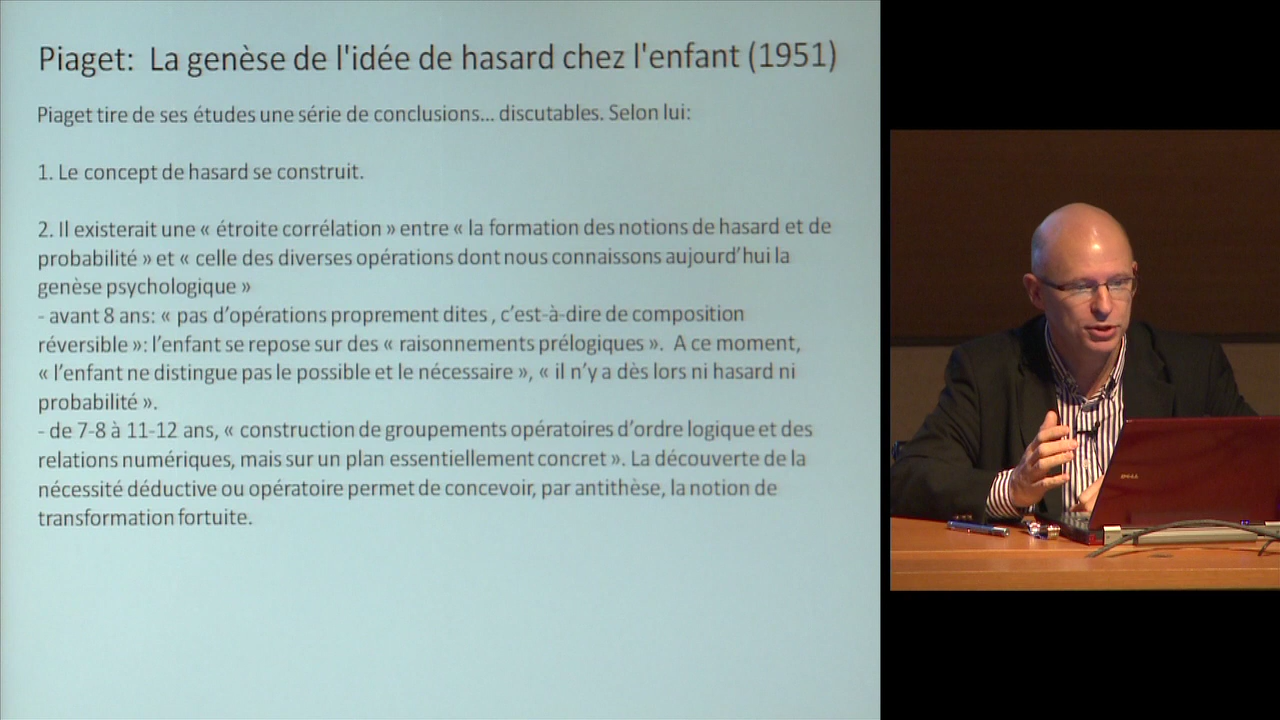 Piaget:  La genèse de l'idée de hasard chez l'enfant (1951)
Piaget tire de ses études une série de conclusions... discutables. Selon lui:
1. Le concept de hasard se construit.
2. Il existerait une « étroite corrélation » entre « la formation des notions de hasard et de
probabilité » et « celle des diverses opérations dont nous connaissons aujourd'hui la
genèse psychologique »
- avant 8 ans: « pas d'opérations proprement dites , c'est-à-dire de composition
réversible »: l'enfant se repose sur des « raisonnements prélogiques ».  A ce moment,
« l'enfant ne distingue pas le possible et le nécessaire », « il n'y a dès lors ni hasard ni
probabilité ».
- de 7-8 à 11-12 ans, « construction de groupements opératoires d'ordre logique et des
relations numériques, mais sur un plan essentiellement concret ». La découverte de la
nécessité déductive ou opératoire permet de concevoir, par antithèse, la notion de
transformation fortuite.
DELL